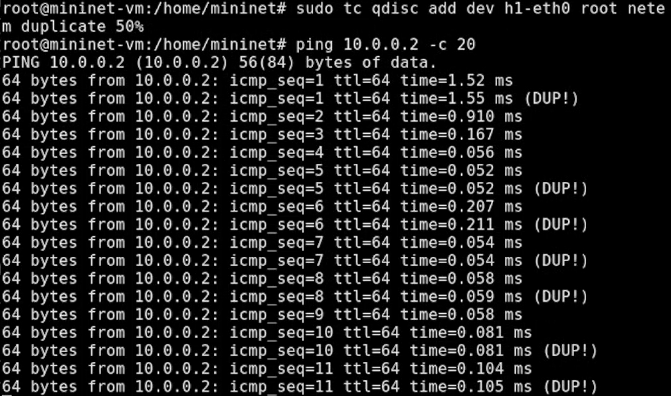 root@mininet-vm:/home/mininet# sudo tc qdisc add dev h1-eth0 root nete
m duplicate 50%
root@mininet-vm:/home/mininet# ping 10.0.0.2 -c 20
PING 10.0.0.2 (10.0.0.2) 56(84) bytes of data.
64 bytes from 10.0.0.2: icmp_seq=1 ttl=64 time=1.52 ms
64 bytes from 10.0.0.2: icmp_seq=1 ttl=64 time=1.55 ms (DUP!)
64 bytes from 10.0.0.2: icmp_seq=2 ttl=64 time=0.910 ms
64 bytes from 10.0.0.2: icmp_seq=3 ttl=64 time=0.167 ms
64 bytes from 10.0.0.2: icmp_seq=4 ttl=64 time=0.056 ms
64 bytes from 10.0.0.2: icmp_seq=5 ttl=64 time=0.052 ms
64 bytes from 10.0.0.2: icmp_seq=5 ttl=64 time=0.052 ms (DUP!)
64 bytes from 10.0.0.2: icmp_seq=6 ttl=64 time=0.207 ms
64 bytes from 10.0.0.2: icmp_seq=6 ttl=64 time=0.211 ms (DUP!)
64 bytes from 10.0.0.2: icmp_seq=7 ttl=64 time=0.054 ms
64 bytes from 10.0.0.2: icmp_seq=7 ttl=64 time=0.054 ms (DUP!)
64 bytes from 10.0.0.2: icmp_seq=8 ttl=64 time=0.058 ms
64 bytes from 10.0.0.2: icmp_seq=8 ttl=64 time=0.059 ms (DUP!)
64 bytes from 10.0.0.2: icmp_seq=9 ttl=64 time=0.058 ms
64 bytes from 10.0.0.2: icmp_seq=10 ttl=64 time=0.081 ms
64 bytes from 10.0.0.2: icmp_seq=10 ttl=64 time=0.081 ms (DUP!)
64 bytes from 10.0.0.2: icmp_seq=11 ttl=64 time=0.104 ms
64 bytes from 10.0.0.2: icmp_seq=11 ttl=64 time=0.105 ms (DUP!)